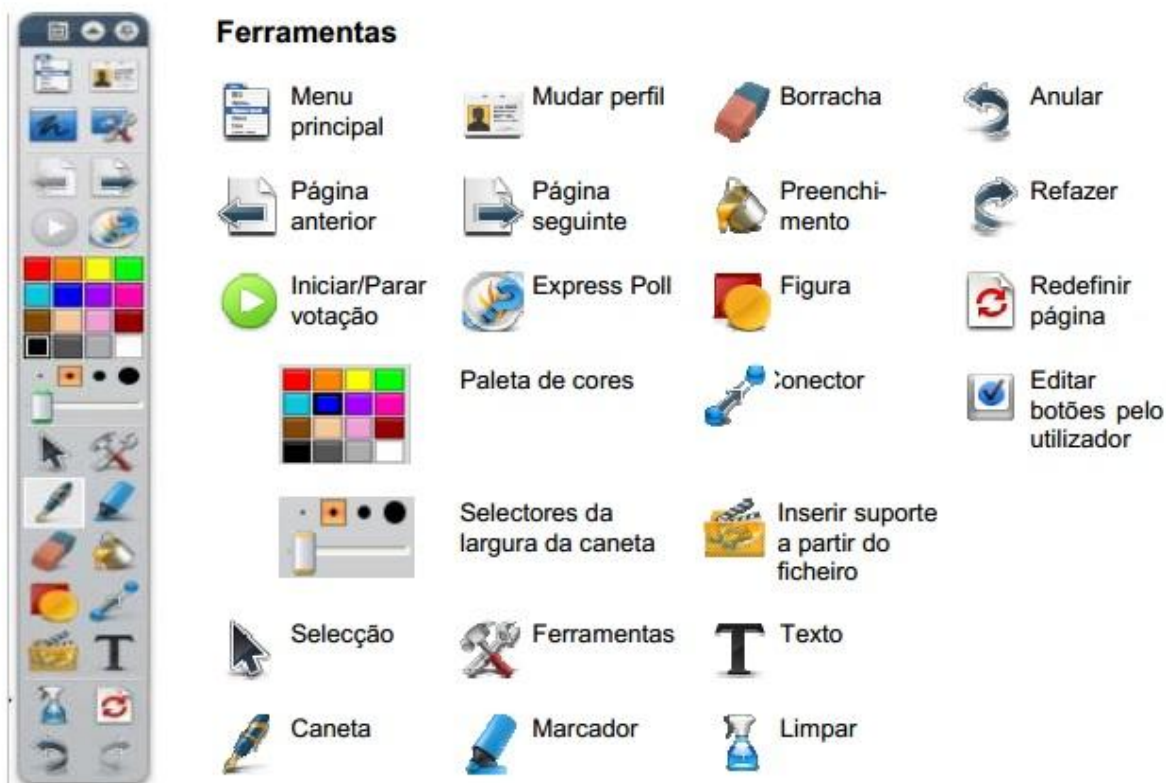 Ferramentas
Menu
principal
Mudar perfil
Borracha
Anular
Página
anterior
Página
seguinte
Preenchi-
mento
Refazer
Iniciar/Parar
votação
Express Poll
Figura
Redefinir
página
Paleta de cores
onector
Editar
botões pelo
utilizador
Selectores da
largura da caneta
Inserir suporte
a partir do
ficheiro
Selecção
Ferramentas
T Texto
Caneta
Marcador
Limpar